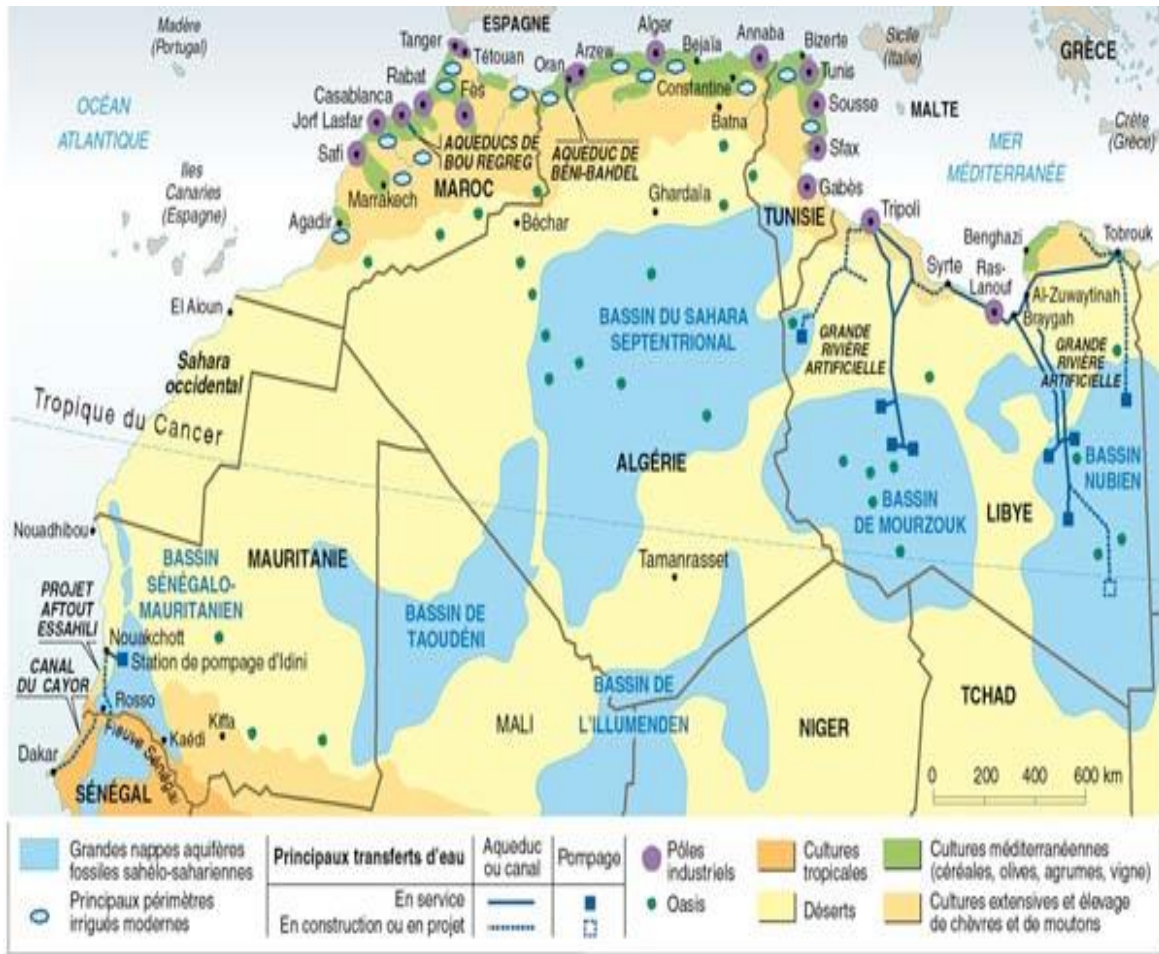 Madère
(Portugal)
ESPAGNE
Sicile
(Italie)
GRÈCE
Tanger
Tétouan
Oran
Arzew
Alger
Bejaïa
Annaba
Bizerte
Tunis
Constantine
Batna
Sousse
MALTE
Crète
(Grèce)
Rabat
Fès
Casablanca
Jorf Lasfar
Safi
OCÉAN
ATLANTIQUE
AQUEDUCS DE
BOU REGREG
AQUEDUC DE
BÉNI-BAHDEL
Sfax
MER
MÉDITERRANÉE
Iles
Canaries
(Espagne)
Marrakech
MAROC
Ghardaïa
Gabès
TUNISIE
Tripoli
Agadir
Béchar
Benghazi
Tobrouk
Syrte
Ras-
Lanouf
Al-Zuwaytinah
Braygah
El Aioun
BASSIN DU SAHARA
SEPTENTRIONAL
GRANDE
RIVIÈRE
ARTIFICIELLE
GRANDE
RIVIÈRE
ARTIFICIELLE
Sahara
occidental
Tropique du Cancer
ALGÉRIE
BASSIN
DE MOURZOUK
LIBYE
BASSIN
NUBIEN
Nouadhibou
BASSIN
SÉNÉGALO-
MAURITANIEN
MAURITANIE
Tamanrasset
PROJET
AFTOUT
ESSAHILI
BASSIN DE
TAOUDÉNI
Nouakchott
Station de pompage d'Idini
CANAL
DU CAYOR
Rosso
BASSIN DE
L'ILLUMENDEN
TCHAD
MALI
NIGER
Kiffa
Kaédi
Fleuve Sénégal
Dakar
SÉNÉGAL
0 200 400 600 km
Grandes nappes aquifères
fossiles sahélo-sahariennes
Principaux périmètres
irrigués modernes
Principaux transferts d'eau
Aqueduc
ou canal
Pompage
En service
En construction ou en projet
Pôles
industriels
Oasis
Cultures
tropicales
Déserts
Cultures méditerranéennes
(céréales, olives, agrumes, vigne)
Cultures extensives et élevage
de chèvres et de moutons